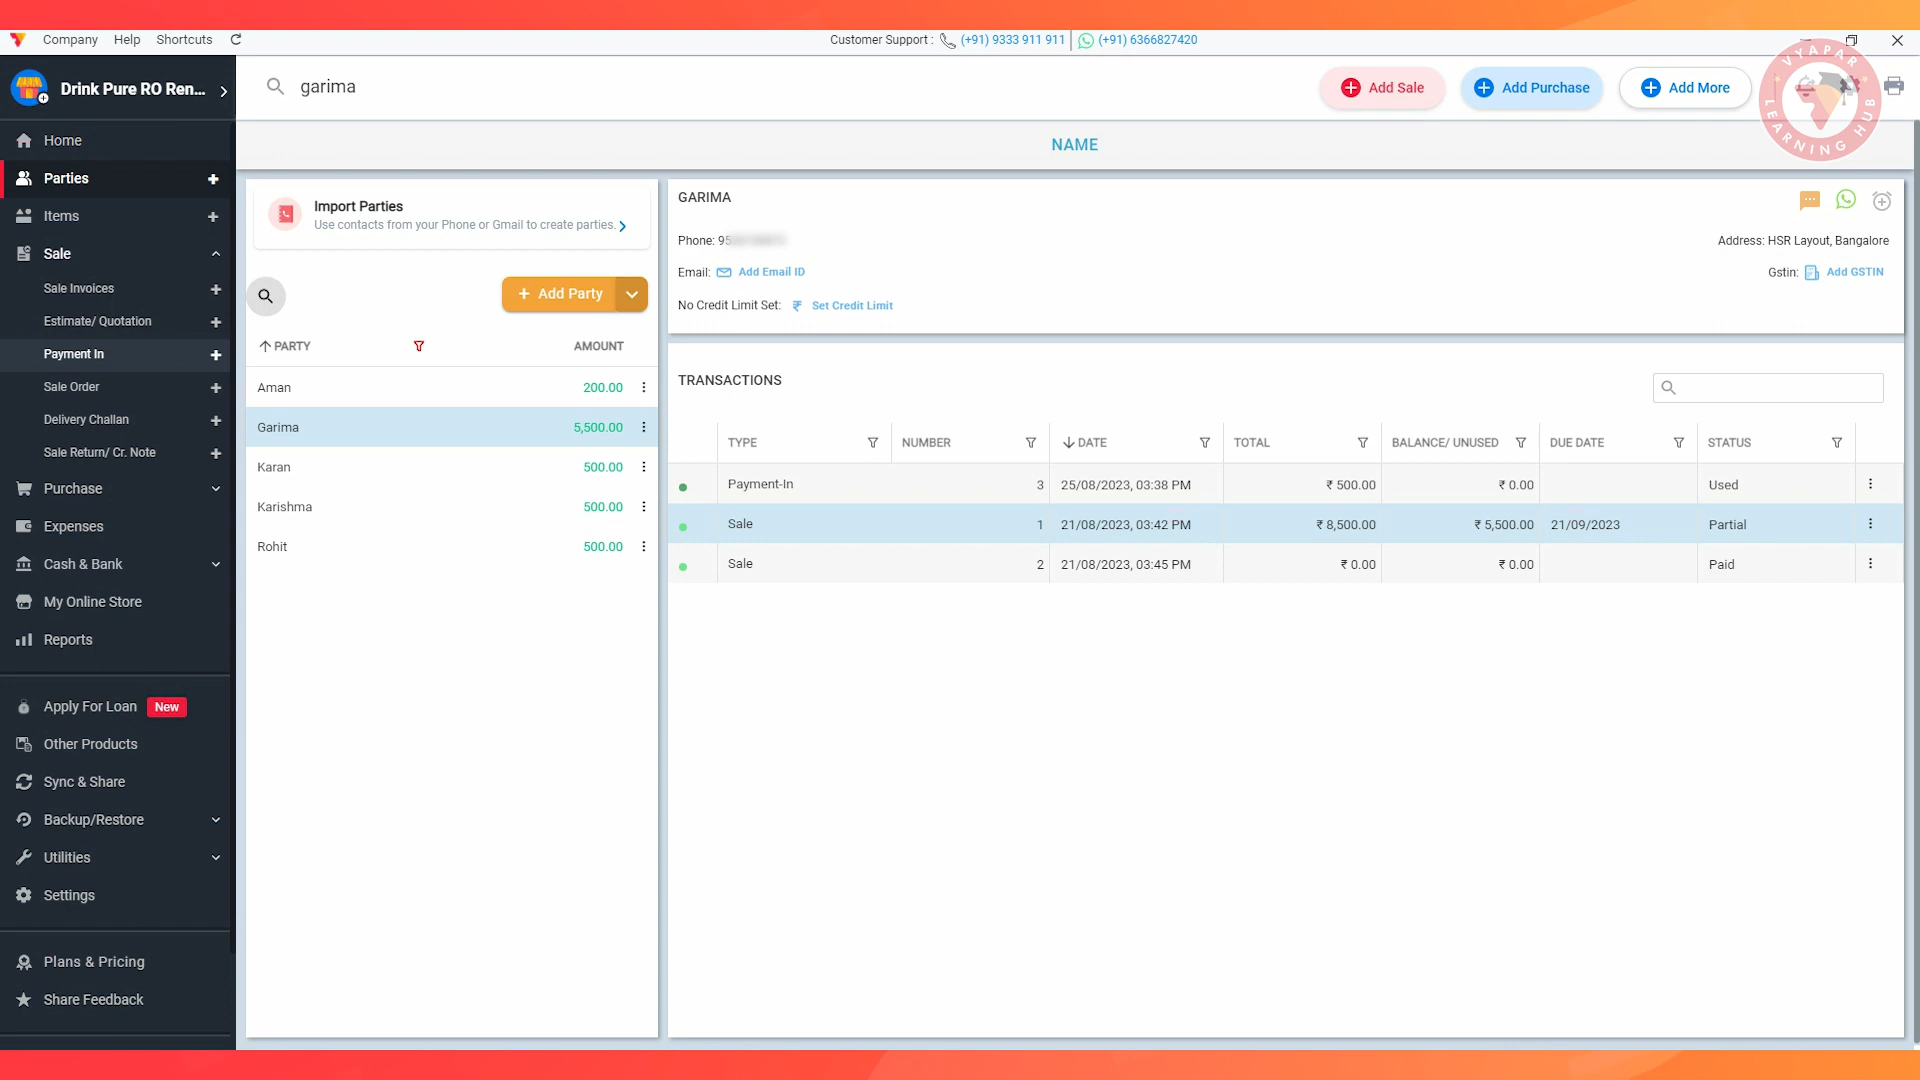 Company Help Shortcuts
Customer Support : (+91) 9333 911 911 (+91) 6366827420
Drink Pure RO Ren...
garima
Add Sale
Add Purchase
Add More
VYAPAR LEARNING HUB
NAME
Home
Parties
Items
Sale
Sale Invoices
Estimate/ Quotation
Payment In
Sale Order
Delivery Challan
Sale Return/ Cr. Note
Purchase
Expenses
Cash & Bank
My Online Store
Reports
Apply For Loan New
Other Products
Sync & Share
Backup/Restore
Utilities
Settings
Plans & Pricing
Share Feedback
Import Parties
Use contacts from your Phone or Gmail to create parties.
+ Add Party
PARTY AMOUNT
Aman 200.00
Garima 5,500.00
Karan 500.00
Karishma 500.00
Rohit 500.00
GARIMA
Phone: 95
Address: HSR Layout, Bangalore
Email: Add Email ID
Gstin: Add GSTIN
No Credit Limit Set: ₹ Set Credit Limit
TRANSACTIONS
TYPE NUMBER DATE TOTAL BALANCE/ UNUSED DUE DATE STATUS
Payment-In 3 25/08/2023, 03:38 PM ₹ 500.00 ₹ 0.00 Used
Sale 1 21/08/2023, 03:42 PM ₹ 8,500.00 ₹ 5,500.00 21/09/2023 Partial
Sale 2 21/08/2023, 03:45 PM ₹ 0.00 ₹ 0.00 Paid